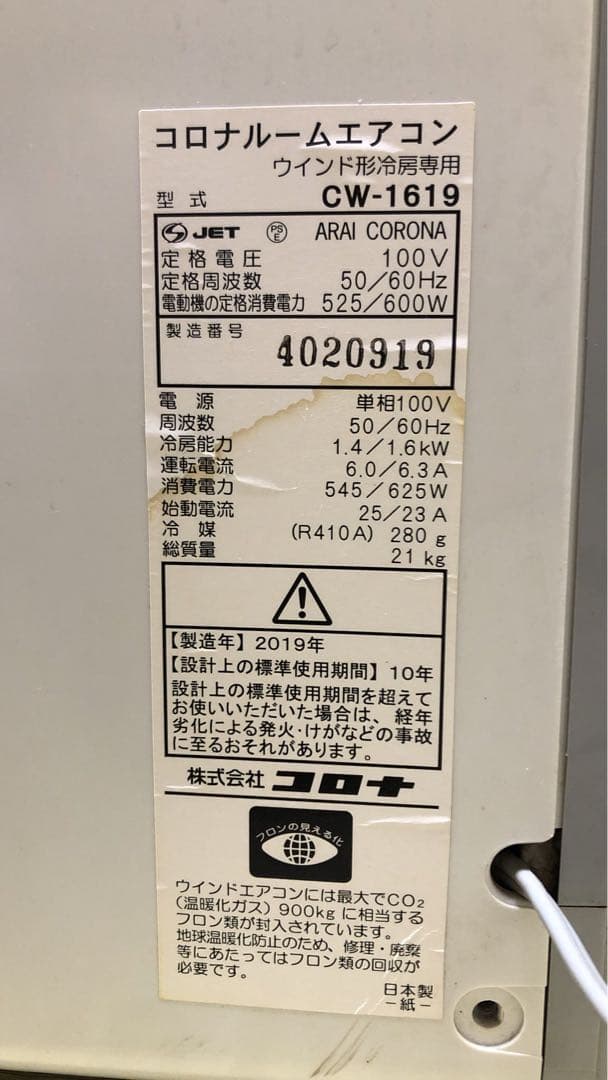 コロナルームエアコン
ウインド形冷房専用
型式 CW-1619
JET PSE ARAI CORONA
定格電圧 100V
定格周波数 50/60Hz
電動機の定格消費電力 525/600W
製造番号 4020919
電源 単相100V
周波数 50/60Hz
冷房能力 1.4/1.6kW
運転電流 6.0/6.3A
消費電力 545/625W
始動電流 25/23A
冷媒 (R410A) 280g
総質量 21kg
【製造年】2019年
【設計上の標準使用期間】10年
設計上の標準使用期間を超えて
お使いいただいた場合は、経年
劣化による発火・けがなどの事故
に至るおそれがあります。
株式会社 コロナ
フロンの見える化
ウインドエアコンには最大でCO₂
(温暖化ガス) 900kgに相当する
フロン類が封入されています。
地球温暖化防止のため、修理・廃棄
等にあたってはフロン類の回収が
必要です。
日本製
-紙-